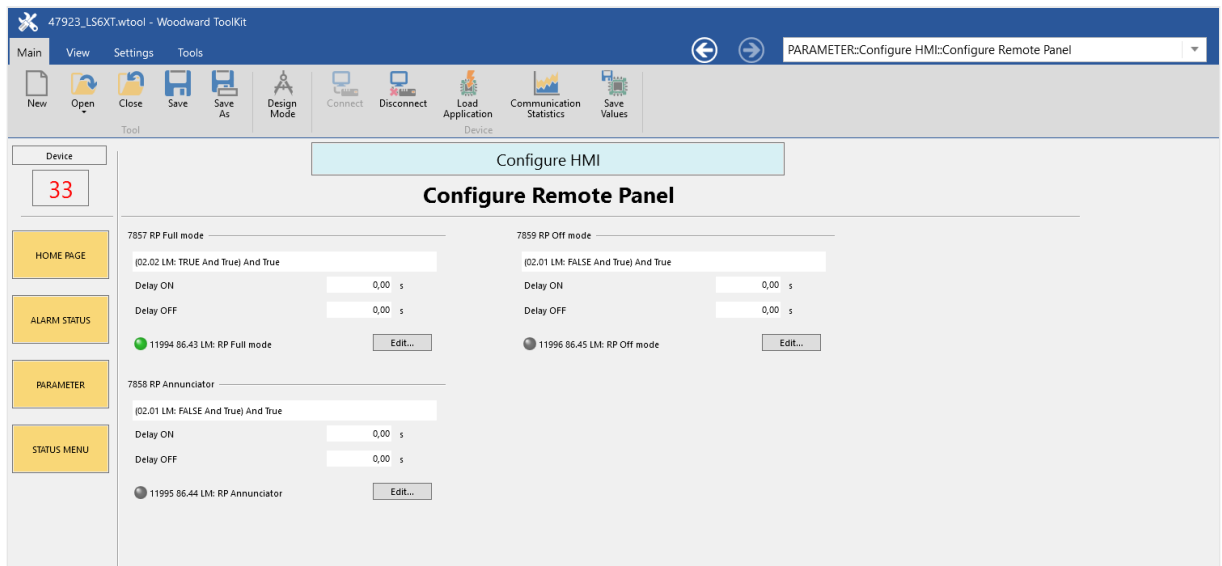 47923_LS6XT.wtool - Woodward ToolKit
Main View Settings Tools
PARAMETER::Configure HMI::Configure Remote Panel
New Open Close Save Save As Design Mode Connect Disconnect Load Application Communication Statistics Save Values
Tool Device
Device
33
HOME PAGE
ALARM STATUS
PARAMETER
STATUS MENU
Configure HMI
Configure Remote Panel
7857 RP Full mode
(02.02 LM: TRUE And True) And True
Delay ON 0,00 s
Delay OFF 0,00 s
11994 86.43 LM: RP Full mode Edit...
7859 RP Off mode
(02.01 LM: FALSE And True) And True
Delay ON 0,00 s
Delay OFF 0,00 s
11996 86.45 LM: RP Off mode Edit...
7858 RP Annunciator
(02.01 LM: FALSE And True) And True
Delay ON 0,00 s
Delay OFF 0,00 s
11995 86.44 LM: RP Annunciator Edit...